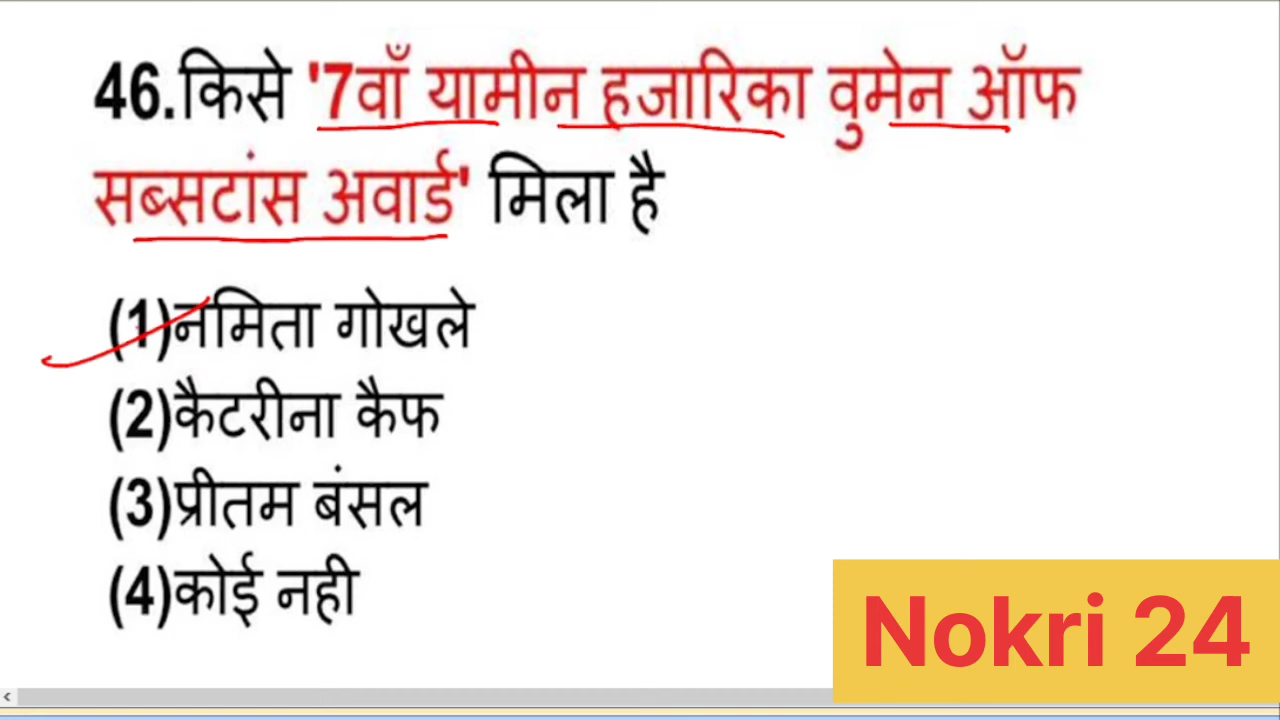 46.किसे '7वाँ यामीन हजारिका वुमेन ऑफ
सब्सटांस अवार्ड' मिला है
(1)नमिता गोखले
(2)कैटरीना कैफ
(3)प्रीतम बंसल
(4)कोई नही
Nokri 24